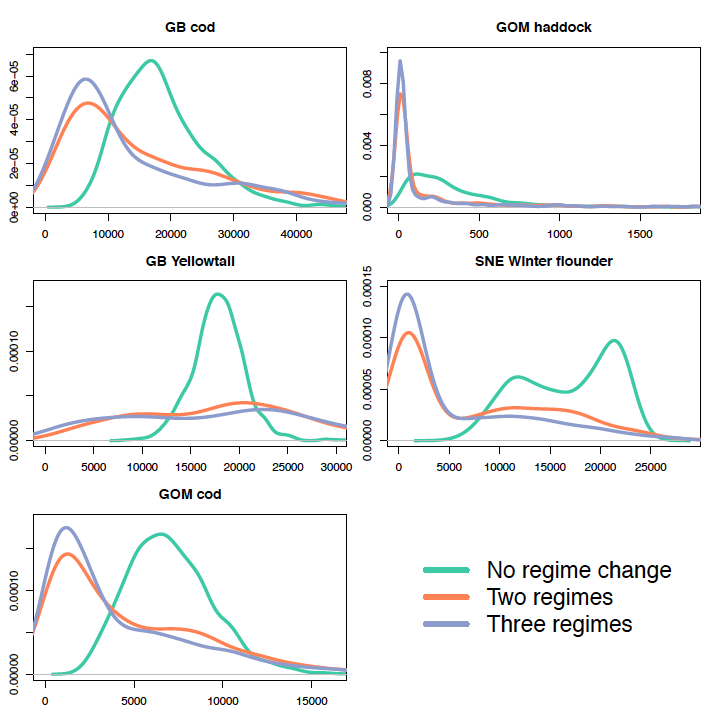 GB cod
0e+00 2e-05 4e-05 6e-05
0 10000 20000 30000 40000
GOM haddock
0.000 0.004 0.008
0 500 1000 1500
GB Yellowtail
0.00000 0.00010
0 5000 10000 15000 20000 25000 30000
SNE Winter flounder
0.00000 0.00005 0.00010 0.00015
0 5000 10000 15000 20000 25000
GOM cod
0.00000 0.00010
0 5000 10000 15000
No regime change
Two regimes
Three regimes